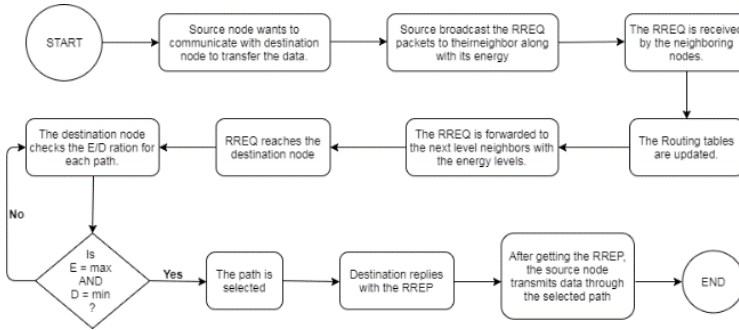 START
Source node wants to
communicate with destination
node to transfer the data.
Source broadcast the RREQ
packets to theirneighbor along
with its energy
The RREQ is received
by the neighboring
nodes.
The Routing tables
are updated.
The RREQ is forwarded to
the next level neighbors with
the energy levels.
RREQ reaches the
destination node
The destination node
checks the E/D ration for
each path.
No
Is
E = max
AND
D = min
?
Yes
The path is
selected
Destination replies
with the RREP
After getting the RREP,
the source node
transmits data through
the selected path
END